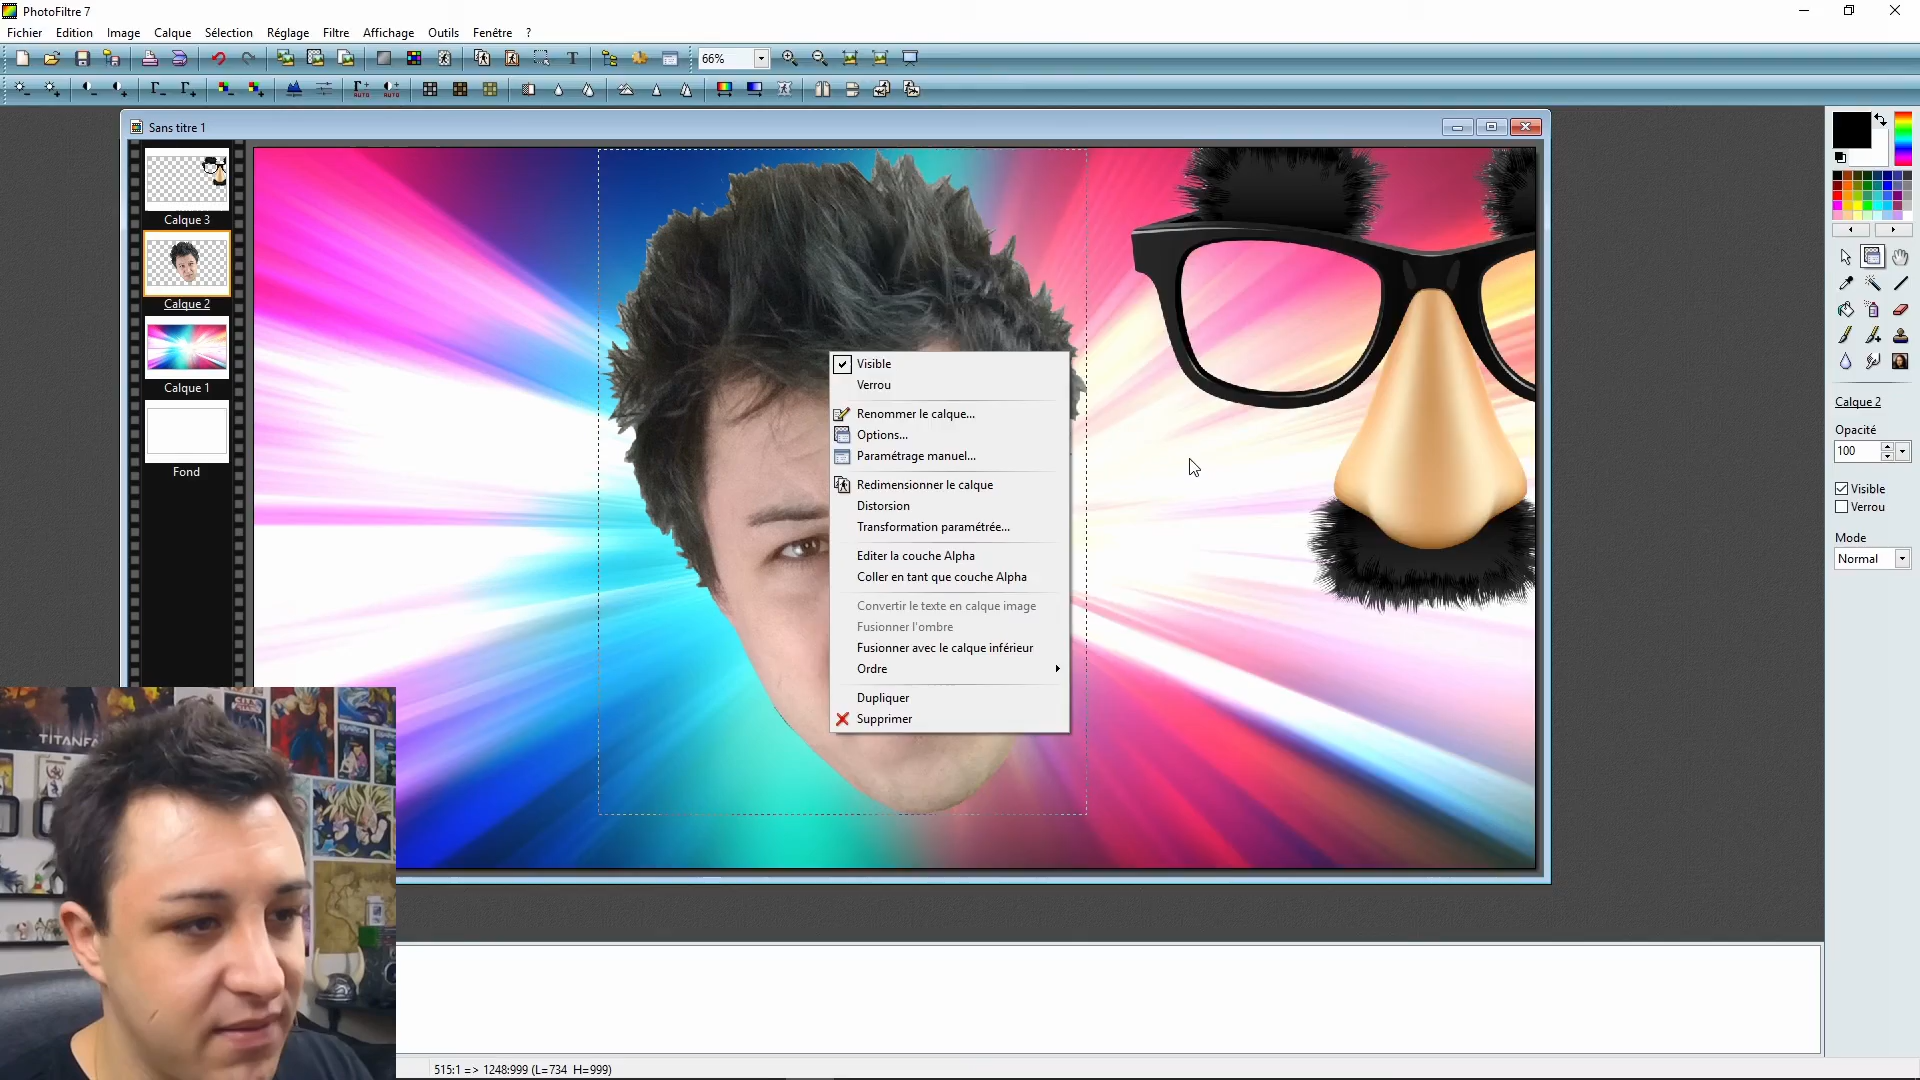 PhotoFiltre 7
Fichier Edition Image Calque Sélection Réglage Filtre Affichage Outils Fenêtre ?
66%
AUTO AUTO
Sans titre 1
Calque 3
Calque 2
Calque 1
Fond
Visible
Verrou
Renommer le calque...
Options...
Paramétrage manuel...
Redimensionner le calque
Distorsion
Transformation paramétrée...
Editer la couche Alpha
Coller en tant que couche Alpha
Convertir le texte en calque image
Fusionner l'ombre
Fusionner avec le calque inférieur
Ordre
Dupliquer
Supprimer
Calque 2
Opacité
100
Visible
Verrou
Mode
Normal
TITANFA
515:1 => 1248:999 (L=734 H=999)